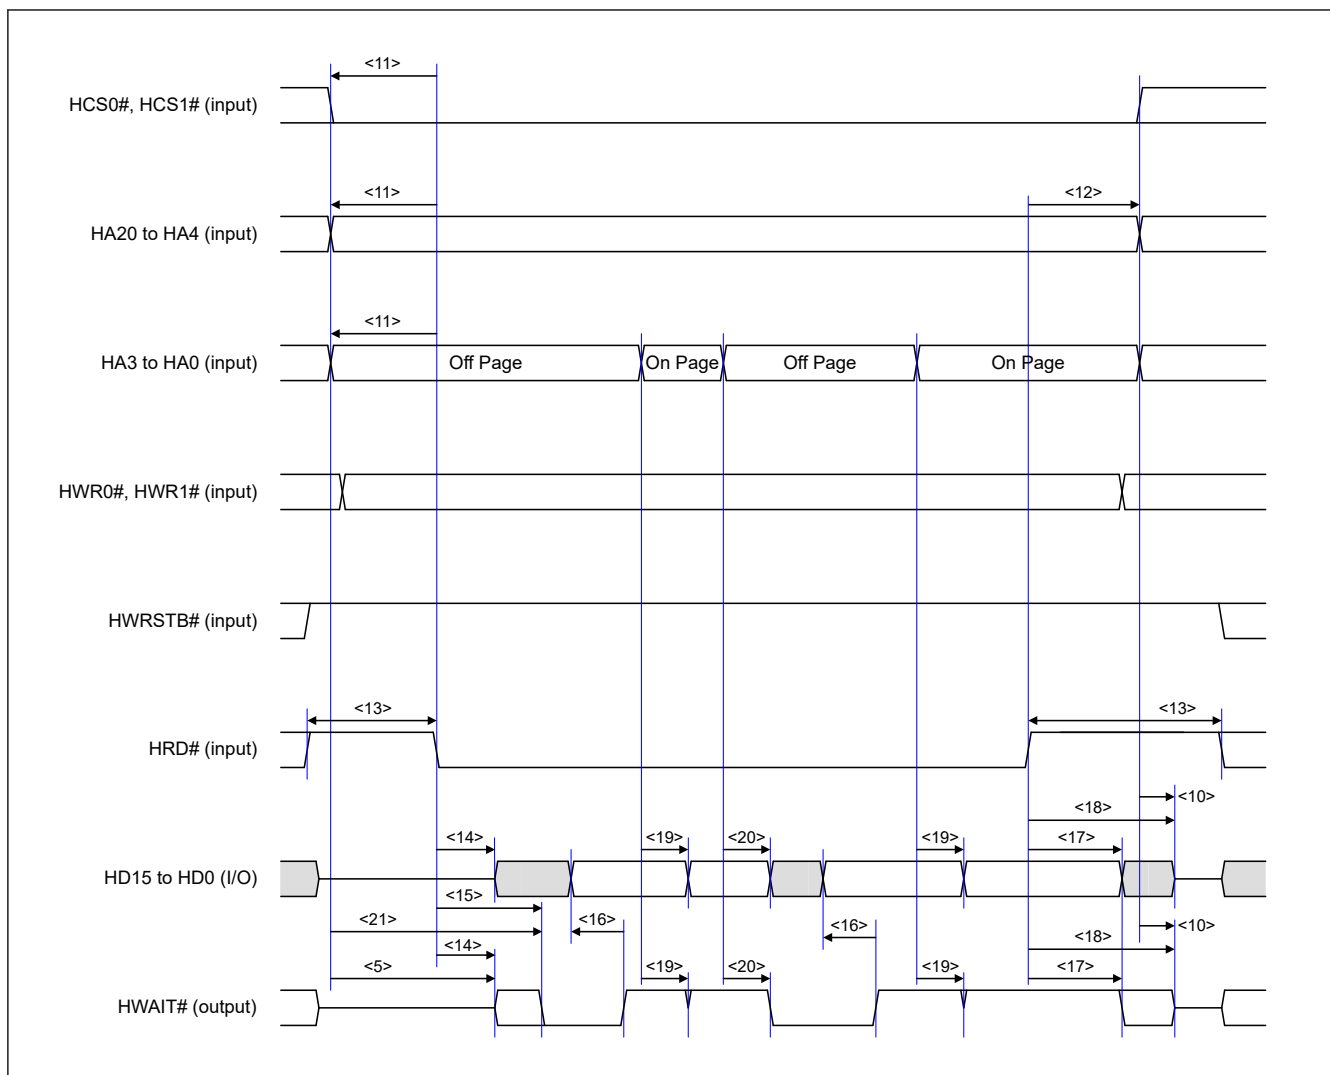 <11>
HCS0#, HCS1# (input)
<11>
<12>
HA20 to HA4 (input)
<11>
HA3 to HA0 (input)
Off Page
On Page
Off Page
On Page
HWR0#, HWR1# (input)
HWRSTB# (input)
<13>
<13>
HRD# (input)
<10>
<18>
<14>
<19>
<20>
<19>
<17>
HD15 to HD0 (I/O)
<15>
<21>
<16>
<16>
<10>
<14>
<18>
<5>
<19>
<20>
<19>
<17>
HWAIT# (output)